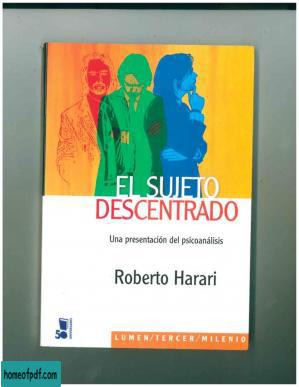 EL SUJETO
DESCENTRADO
Una presentación del psicoanálisis
Roberto Harari
LUMEN/TERCER/MILENIO
homeofpdf.com